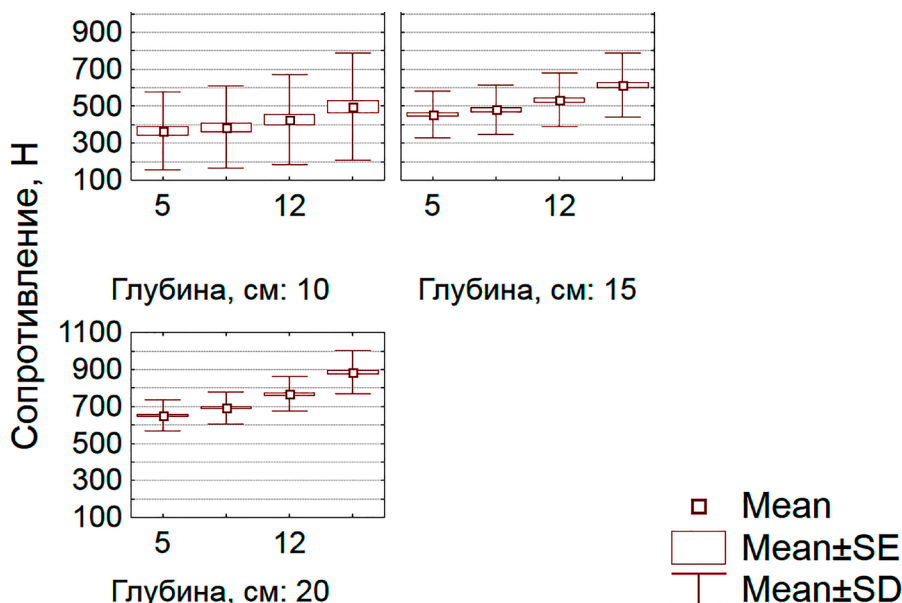 Сопротивление, Н
900
700
500
300
100
5 12
5 12
Глубина, см: 10
Глубина, см: 15
1100
900
700
500
300
100
5 12
Глубина, см: 20
Mean
Mean±SE
Mean±SD